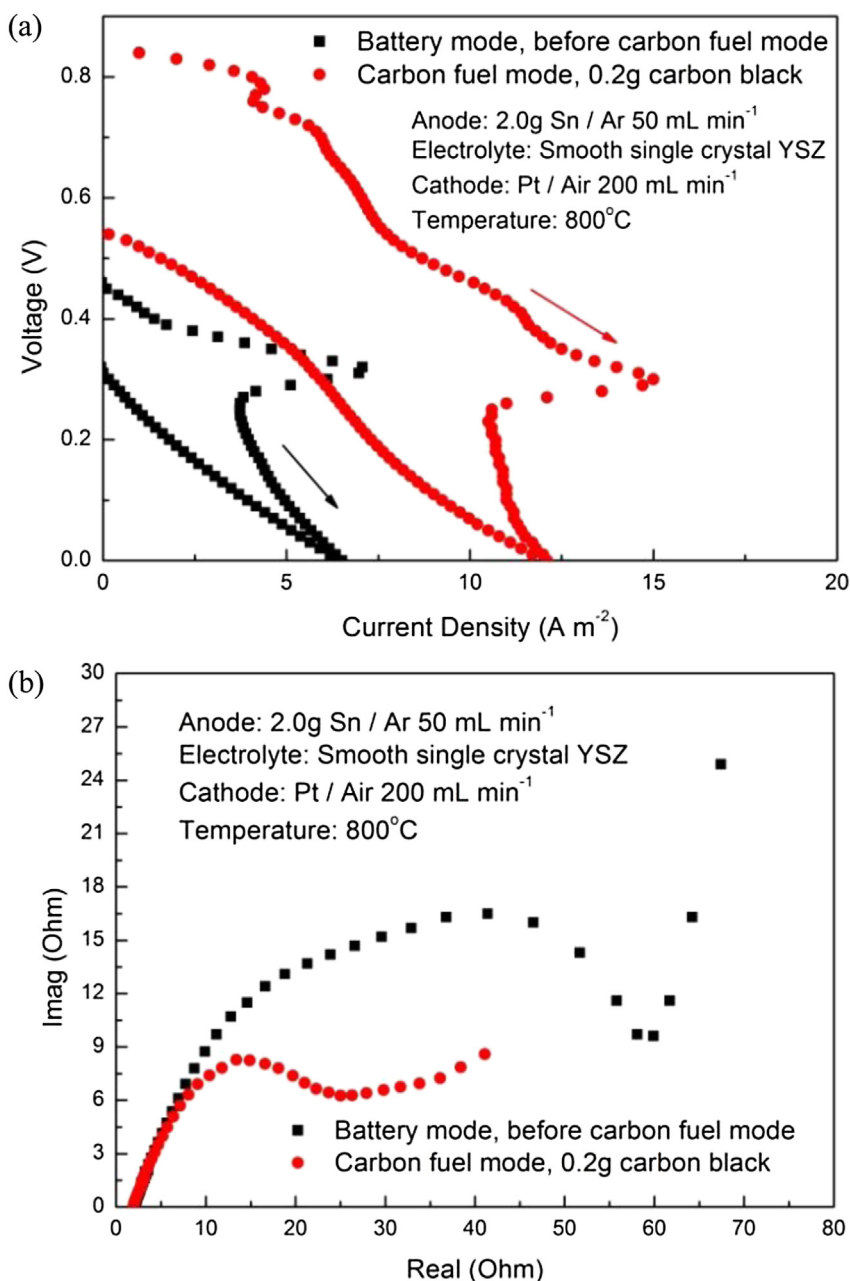 (a)
Battery mode, before carbon fuel mode
Carbon fuel mode, 0.2g carbon black
Anode: 2.0g Sn / Ar 50 mL min⁻¹
Electrolyte: Smooth single crystal YSZ
Cathode: Pt / Air 200 mL min⁻¹
Temperature: 800°C
Voltage (V)
0.8
0.6
0.4
0.2
0.0
0 5 10 15 20
Current Density (A m⁻²)
(b)
Anode: 2.0g Sn / Ar 50 mL min⁻¹
Electrolyte: Smooth single crystal YSZ
Cathode: Pt / Air 200 mL min⁻¹
Temperature: 800°C
Imag (Ohm)
30
27
24
21
18
15
12
9
6
3
0
Battery mode, before carbon fuel mode
Carbon fuel mode, 0.2g carbon black
0 10 20 30 40 50 60 70 80
Real (Ohm)